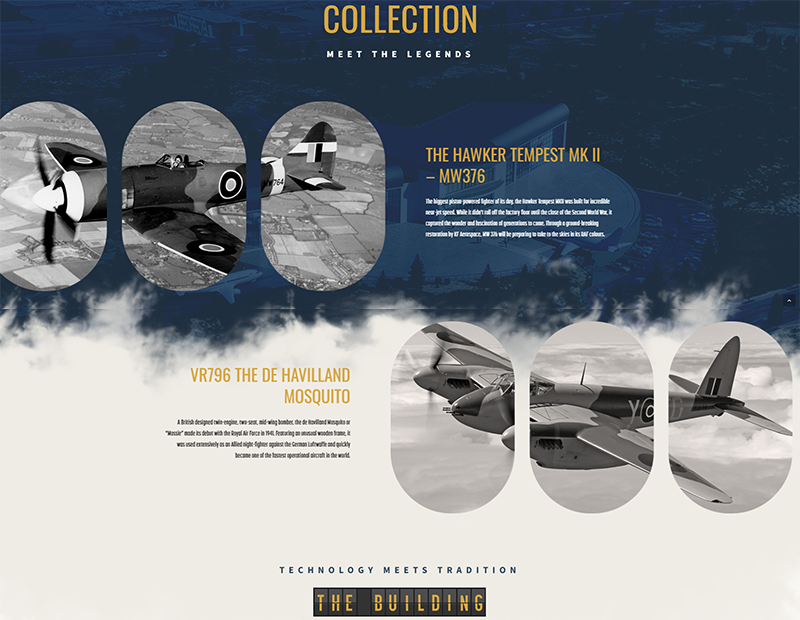 COLLECTION
MEET THE LEGENDS
THE HAWKER TEMPEST MK II
– MW376
The biggest piston-powered fighter of its day, the Hawker Tempest MKII was built for incredible
near-jet speed. While it didn't roll off the factory floor until the close of the Second World War, it
captured the wonder and fascination of generations to come. Through a ground-breaking
restoration by KF Aerospace, MW 376 will be preparing to take to the skies in its RAF colours.
MW764
VR796 THE DE HAVILLAND
MOSQUITO
A British designed twin-engine, two-seat, mid-wing bomber, the de Havilland Mosquito or
"Mossie" made its debut with the Royal Air Force in 1941. Featuring an unusual wooden frame, it
was used extensively as an Allied night-fighter against the German Luftwaffe and quickly
became one of the fastest operational aircraft in the world.
TECHNOLOGY MEETS TRADITION
THE BUILDING